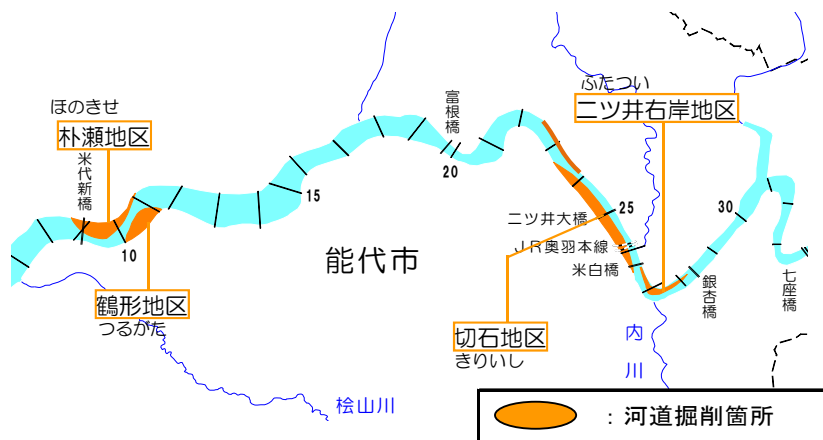 ほのきせ
朴瀬地区
米代新橋
10
鶴形地区
つるがた
15
富根橋
20
能代市
桧山川
ふたつい
二ツ井右岸地区
25
二ツ井大橋
JR奥羽本線
米白橋
切石地区
きりいし
30
銀杏橋
七座橋
内川
：河道掘削箇所